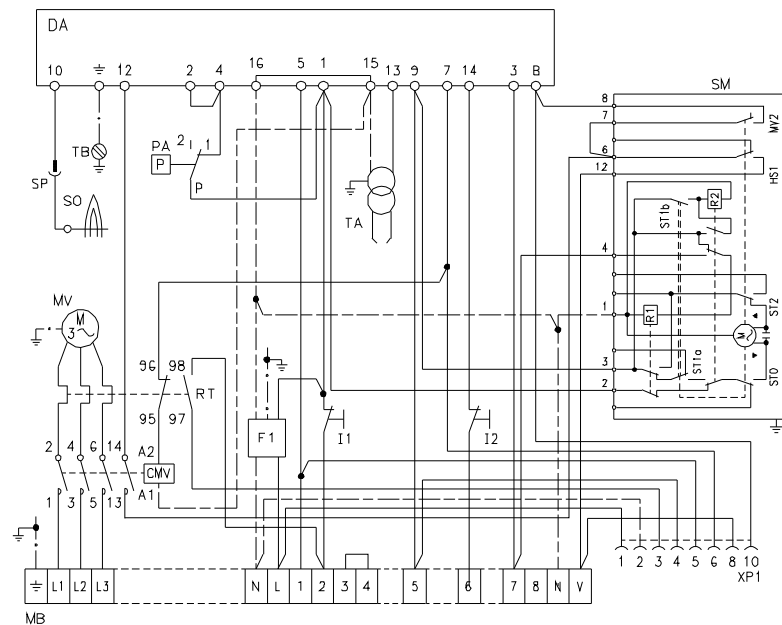 DA
10 12 2 4 16 5 1 15 13 9 7 14 3 8
SM
8
7
6
12
4
1
3
2
MV2
HS1
R2
ST1b
R1
ST2
ST1a
ST0
M
PA
2 1
P
P
TB
SP
SO
TA
MV
M
3
96 98
RT
95 97
F1
I1
I2
2 4 6 14 A2
CMV
1 3 5 13 A1
L1 L2 L3 N L 1 2 3 4 5 6 7 8 N V
MB
1 2 3 4 5 6 8 10
XP1